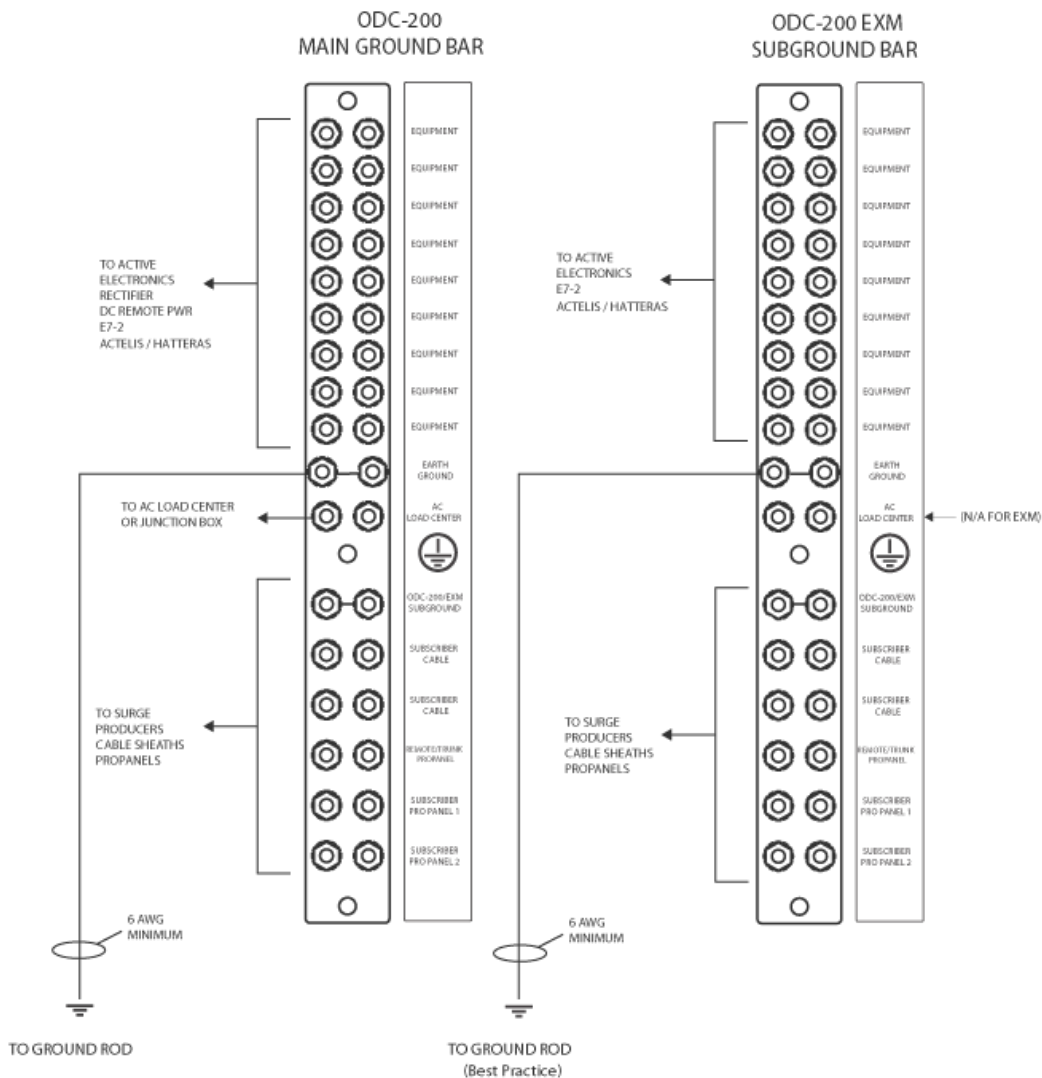 ODC-200
MAIN GROUND BAR
EQUIPMENT
EQUIPMENT
EQUIPMENT
EQUIPMENT
EQUIPMENT
EQUIPMENT
EQUIPMENT
EQUIPMENT
EQUIPMENT
TO ACTIVE
ELECTRONICS
RECTIFIER
DC REMOTE PWR
E7-2
ACTELIS / HATTERAS
EARTH
GROUND
TO AC LOAD CENTER
OR JUNCTION BOX
AC
LOAD CENTER
ODC-200/EXM
SUBGROUND
SUBSCRIBER
CABLE
SUBSCRIBER
CABLE
REMOTE/TRUNK
PROPANEL
SUBSCRIBER
PRO PANEL 1
SUBSCRIBER
PRO PANEL 2
TO SURGE
PRODUCERS
CABLE SHEATHS
PROPANELS
6 AWG
MINIMUM
TO GROUND ROD
ODC-200 EXM
SUBGROUND BAR
EQUIPMENT
EQUIPMENT
EQUIPMENT
EQUIPMENT
EQUIPMENT
EQUIPMENT
EQUIPMENT
EQUIPMENT
EQUIPMENT
TO ACTIVE
ELECTRONICS
E7-2
ACTELIS / HATTERAS
EARTH
GROUND
AC
LOAD CENTER
(N/A FOR EXM)
ODC-200/EXM
SUBGROUND
SUBSCRIBER
CABLE
SUBSCRIBER
CABLE
REMOTE/TRUNK
PROPANEL
SUBSCRIBER
PRO PANEL 1
SUBSCRIBER
PRO PANEL 2
TO SURGE
PRODUCERS
CABLE SHEATHS
PROPANELS
6 AWG
MINIMUM
TO GROUND ROD
(Best Practice)